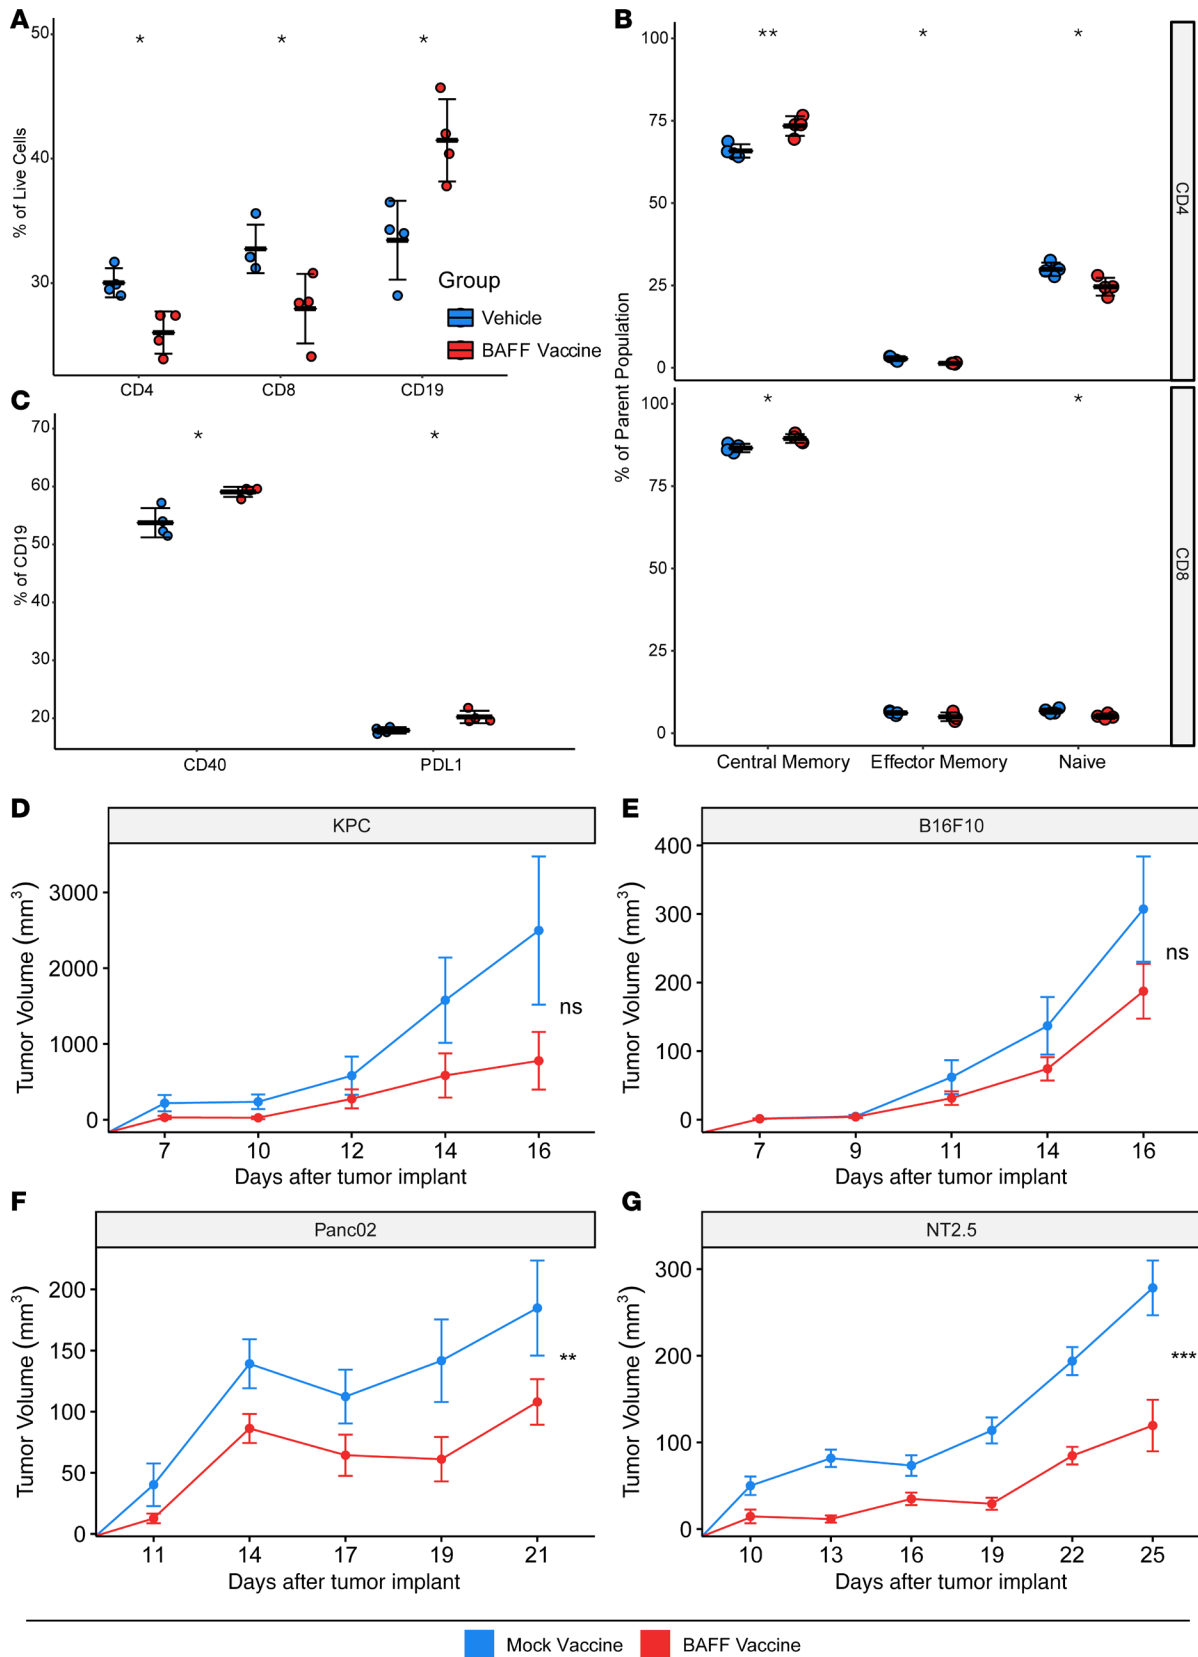 A
50
40
30
% of Live Cells
* * *
CD4 CD8 CD19
Group
Vehicle
BAFF Vaccine
B
100
75
50
25
0
** * *
CD4
100
75
50
25
0
* *
CD8
% of Parent Population
Central Memory Effector Memory Naive
C
70
60
50
40
30
20
% of CD19
* *
CD40 PDL1
D
KPC
3000
2000
1000
0
Tumor Volume (mm³)
ns
7 10 12 14 16
Days after tumor implant
E
B16F10
400
300
200
100
0
Tumor Volume (mm³)
ns
7 9 11 14 16
Days after tumor implant
F
Panc02
200
150
100
50
0
Tumor Volume (mm³)
**
11 14 17 19 21
Days after tumor implant
G
NT2.5
300
200
100
0
Tumor Volume (mm³)
***
10 13 16 19 22 25
Days after tumor implant
Mock Vaccine BAFF Vaccine